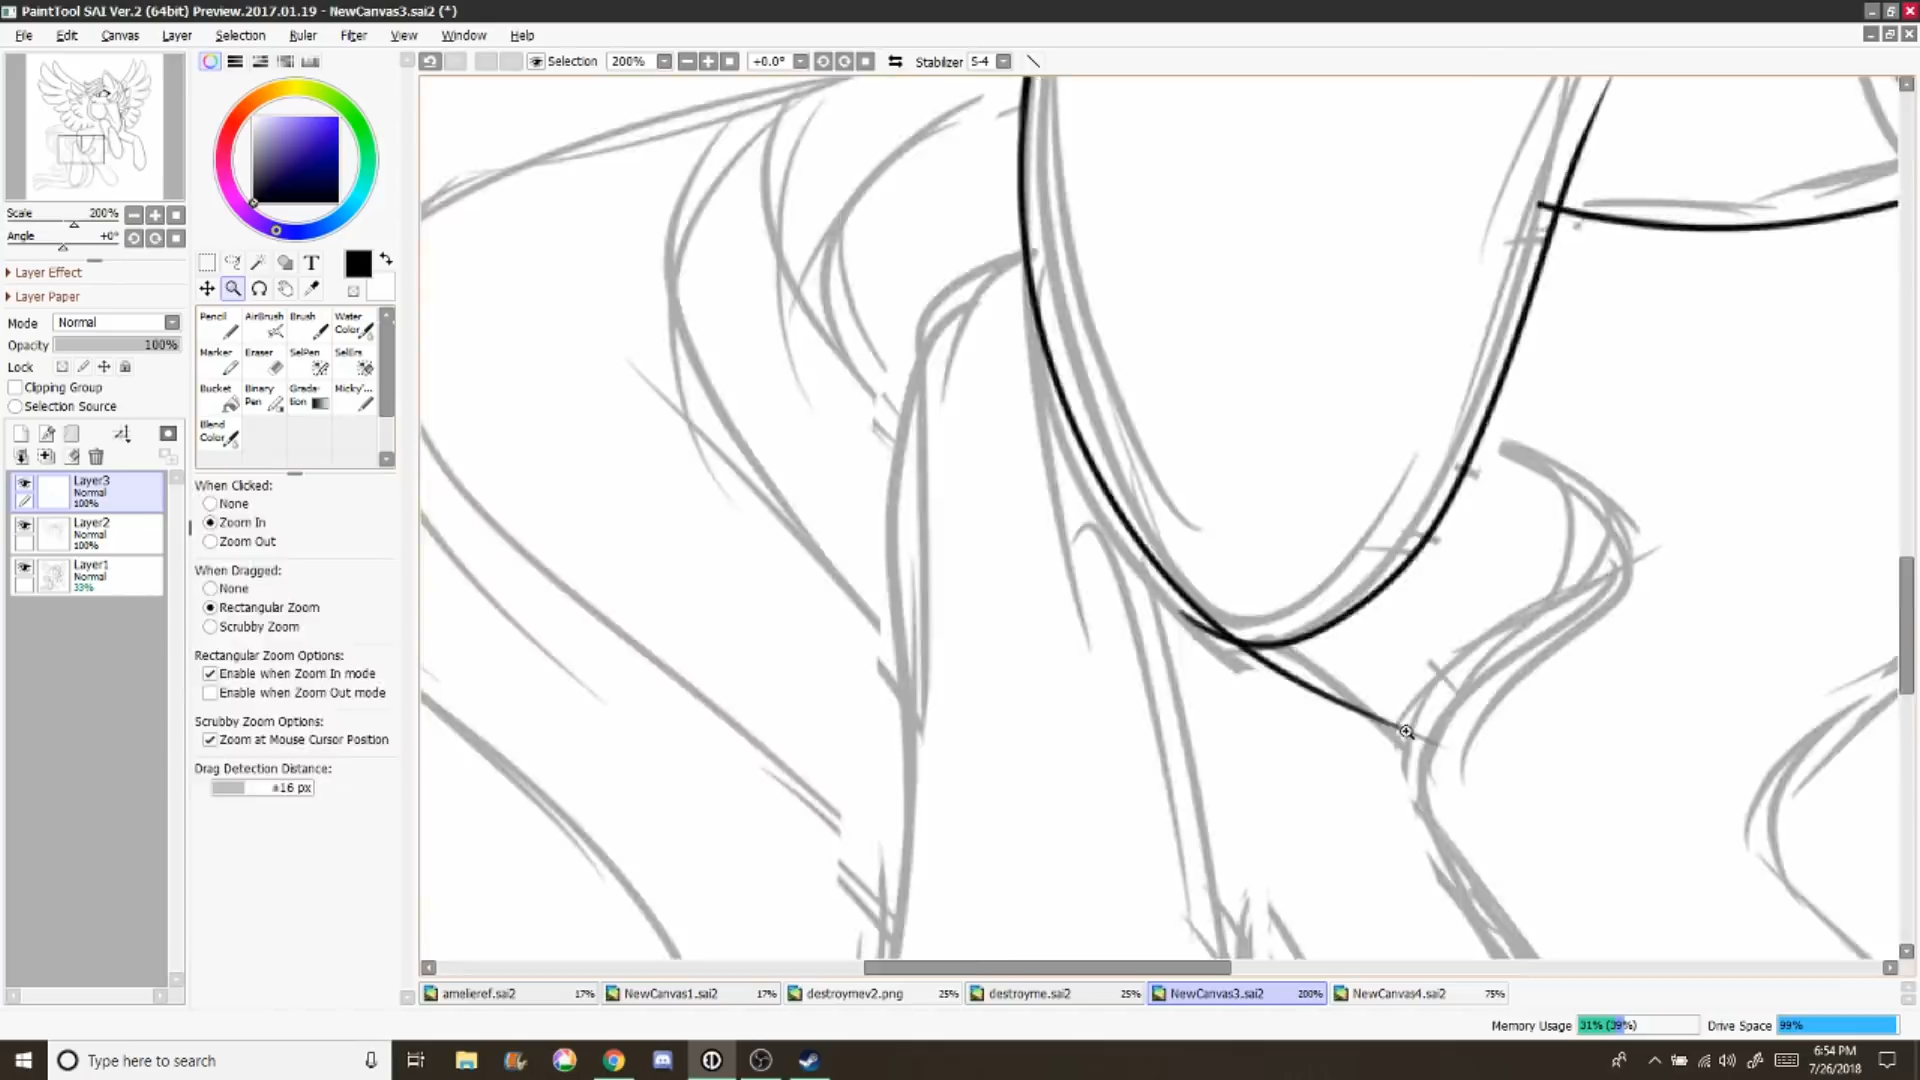 PaintTool SAI Ver.2 (64bit) Preview.2017.01.19 - NewCanvas3.sai2 (*)
File Edit Canvas Layer Selection Ruler Filter View Window Help
Selection 200% +0.0° Stabilizer S-4
Scale 200%
Angle +0°
Layer Effect
Layer Paper
Mode Normal
Opacity 100%
Lock
Clipping Group
Selection Source
Layer3
Normal
100%
Layer2
Normal
100%
Layer1
Normal
33%
T
Pencil AirBrush Brush Water Color
Marker Eraser SelPen SelErs
Bucket Binary Pen Grada-tion Micky'...
Blend Color
When Clicked:
None
Zoom In
Zoom Out
When Dragged:
None
Rectangular Zoom
Scrubby Zoom
Rectangular Zoom Options:
Enable when Zoom In mode
Enable when Zoom Out mode
Scrubby Zoom Options:
Zoom at Mouse Cursor Position
Drag Detection Distance:
±16 px
amelieref.sai2 17% NewCanvas1.sai2 17% destroymev2.png 25% destroyme.sai2 25% NewCanvas3.sai2 200% NewCanvas4.sai2 75%
Memory Usage 31% (39%) Drive Space 99%
Type here to search
6:54 PM
7/26/2018